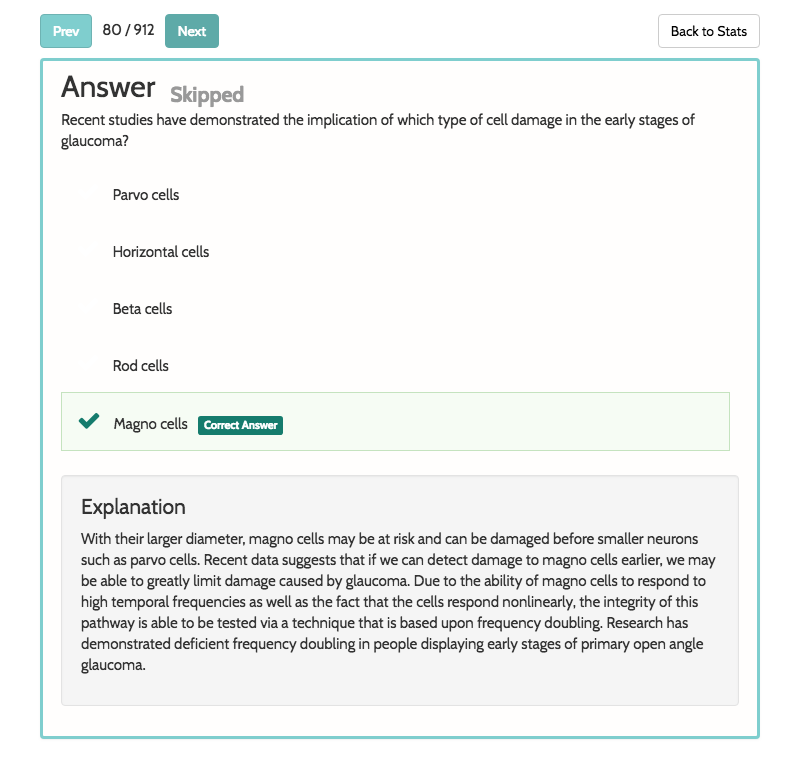 Prev 80 / 912 Next Back to Stats
Answer Skipped
Recent studies have demonstrated the implication of which type of cell damage in the early stages of
glaucoma?
Parvo cells
Horizontal cells
Beta cells
Rod cells
Magno cells Correct Answer
Explanation
With their larger diameter, magno cells may be at risk and can be damaged before smaller neurons
such as parvo cells. Recent data suggests that if we can detect damage to magno cells earlier, we may
be able to greatly limit damage caused by glaucoma. Due to the ability of magno cells to respond to
high temporal frequencies as well as the fact that the cells respond nonlinearly, the integrity of this
pathway is able to be tested via a technique that is based upon frequency doubling. Research has
demonstrated deficient frequency doubling in people displaying early stages of primary open angle
glaucoma.